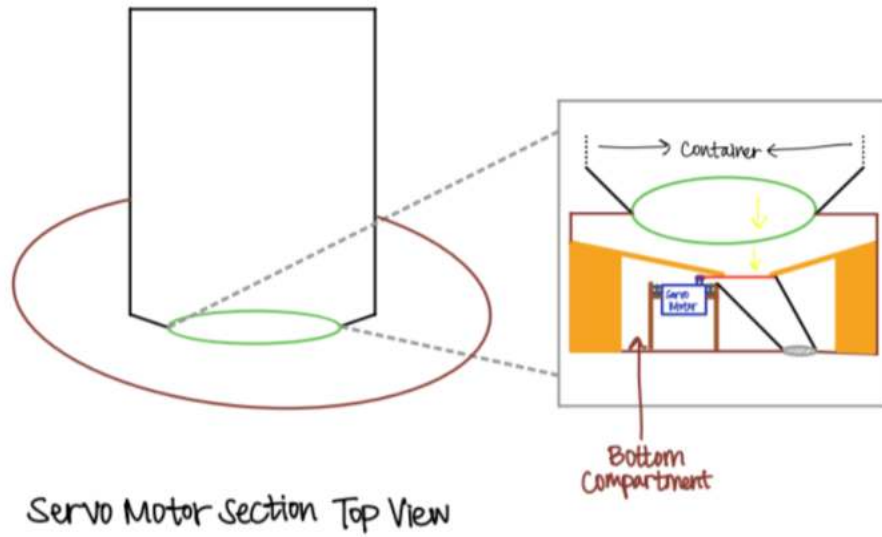 Container
Servo
Motor
Bottom
Compartment
Servo Motor Section Top View